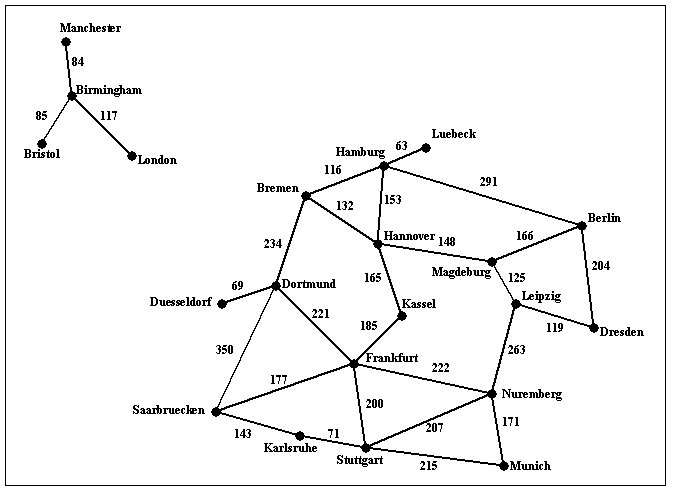 Manchester
84
Birmingham
85
117
Bristol
London
Luebeck
63
Hamburg
116
291
Bremen
132
153
Berlin
Hannover
148
166
234
204
Magdeburg
125
165
69
Dortmund
Leipzig
Duesseldorf
Kassel
221
185
119
Dresden
350
263
Frankfurt
222
177
Nuremberg
200
Saarbruecken
207
171
143
71
Karlsruhe
Stuttgart
215
Munich